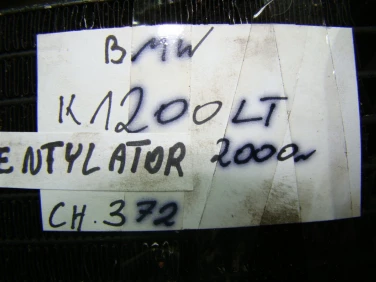 BMW
K1200LT
ENTYLATOR 2000r
CH.372